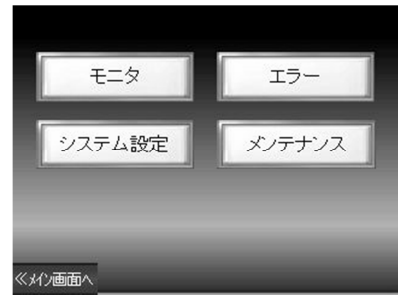 モニタ
エラー
システム設定
メンテナンス
≪メイン画面へ